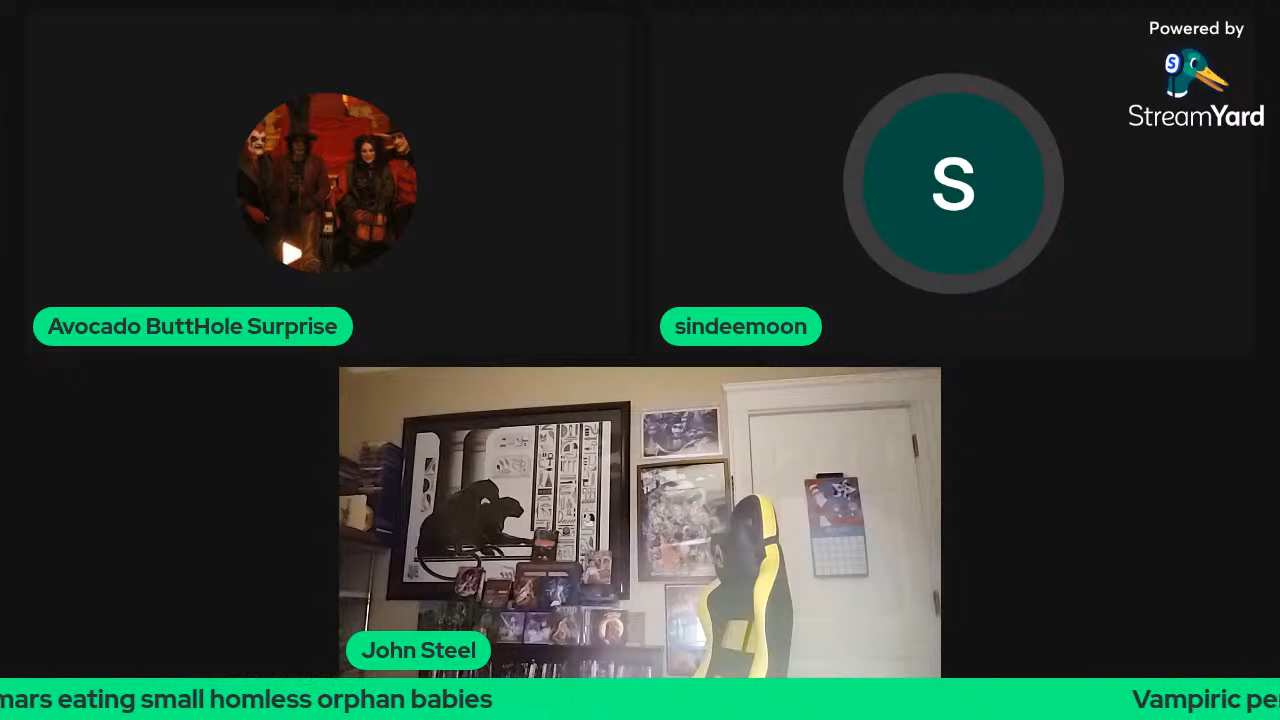 Powered by
S
StreamYard
S
Avocado ButtHole Surprise
sindeemoon
John Steel
mars eating small homless orphan babies
Vampiric pe